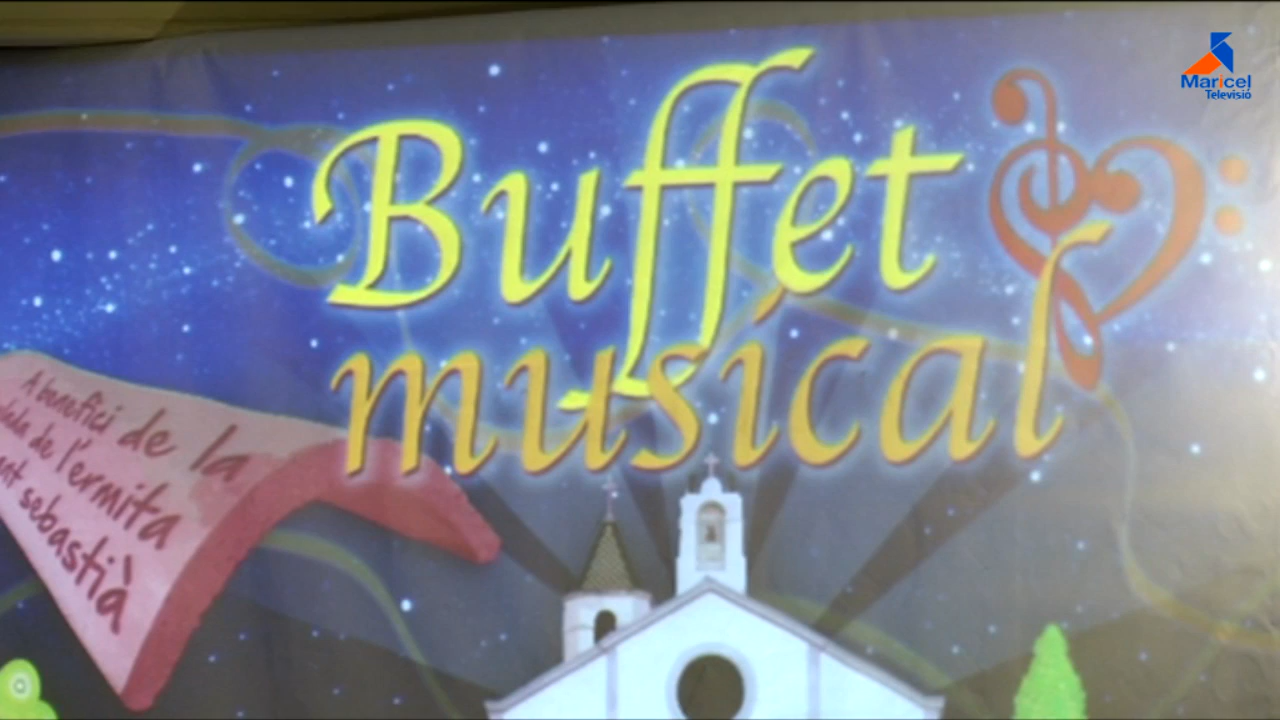 Buffet
musical
Maricel
Televisió
A benefici de la
de l'ermita
sebastià